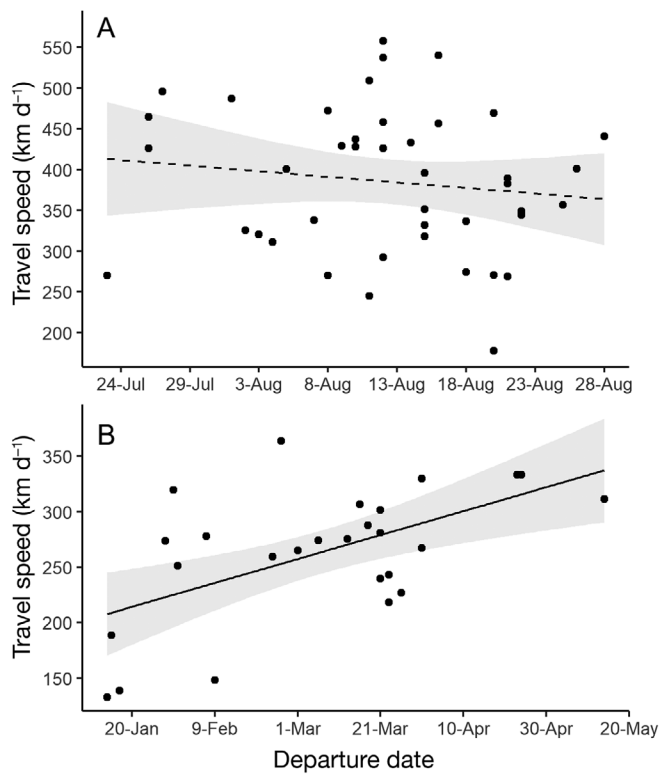 A
Travel speed (km d⁻¹)
550
500
450
400
350
300
250
200
24-Jul 29-Jul 3-Aug 8-Aug 13-Aug 18-Aug 23-Aug 28-Aug
B
Travel speed (km d⁻¹)
350
300
250
200
150
20-Jan 9-Feb 1-Mar 21-Mar 10-Apr 30-Apr 20-May
Departure date